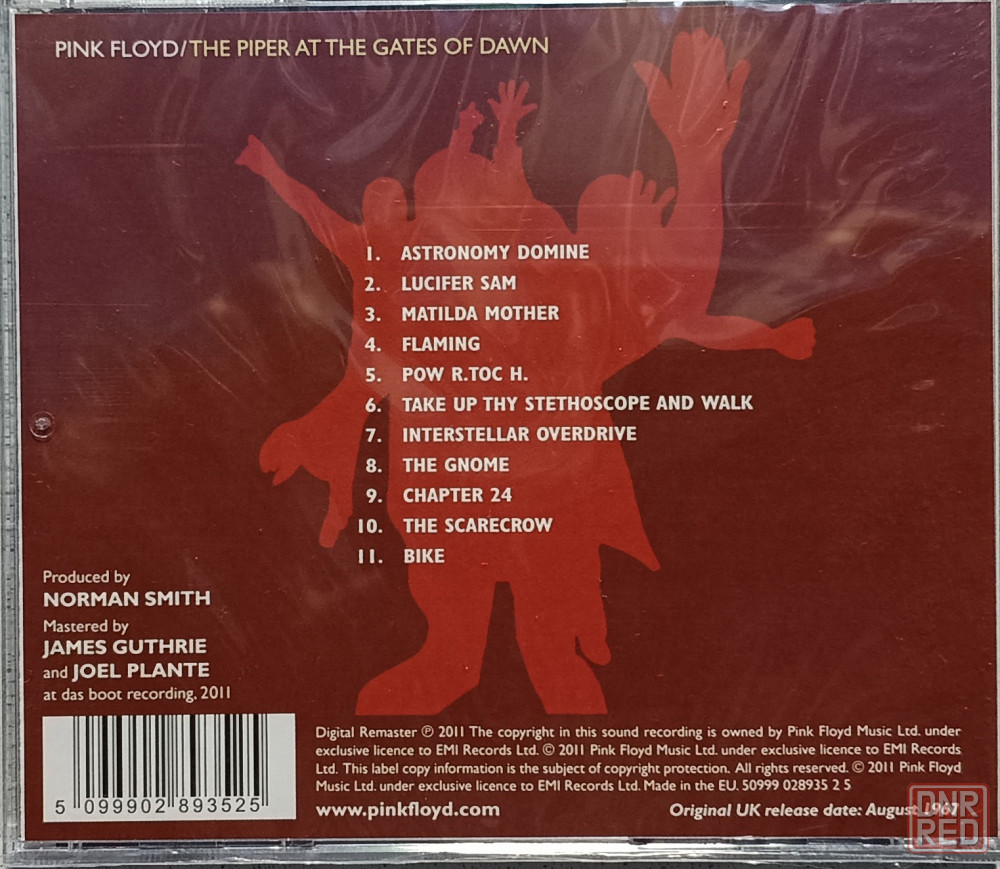 PINK FLOYD/THE PIPER AT THE GATES OF DAWN
1. ASTRONOMY DOMINE
2. LUCIFER SAM
3. MATILDA MOTHER
4. FLAMING
5. POW R.TOC H.
6. TAKE UP THY STETHOSCOPE AND WALK
7. INTERSTELLAR OVERDRIVE
8. THE GNOME
9. CHAPTER 24
10. THE SCARECROW
11. BIKE
Produced by
NORMAN SMITH
Mastered by
JAMES GUTHRIE
and JOEL PLANTE
at das boot recording, 2011
5 099902 893525
Digital Remaster ℗ 2011 The copyright in this sound recording is owned by Pink Floyd Music Ltd. under
exclusive licence to EMI Records Ltd. © 2011 Pink Floyd Music Ltd. under exclusive licence to EMI Records
Ltd. This label copy information is the subject of copyright protection. All rights reserved. © 2011 Pink Floyd
Music Ltd. under exclusive licence to EMI Records Ltd. Made in the EU. 50999 028935 2 5
www.pinkfloyd.com
Original UK release date: August 1967
DNR
RED